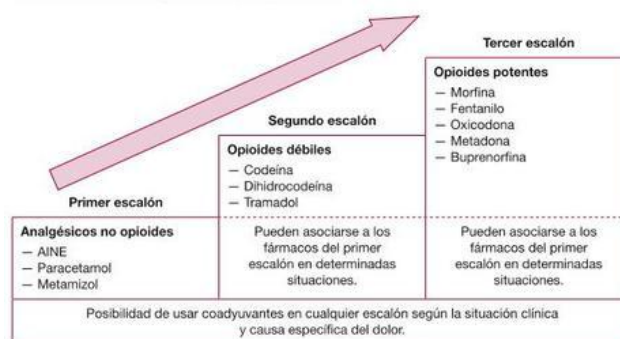 Tercer escalón
Opioides potentes
— Morfina
— Fentanilo
— Oxicodona
— Metadona
— Buprenorfina
Segundo escalón
Opioides débiles
— Codeína
— Dihidrocodeína
— Tramadol
Primer escalón
Analgésicos no opioides
— AINE
— Paracetamol
— Metamizol
Pueden asociarse a los
fármacos del primer
escalón en determinadas
situaciones.
Pueden asociarse a los
fármacos del primer
escalón en determinadas
situaciones.
Posibilidad de usar coadyuvantes en cualquier escalón según la situación clínica
y causa específica del dolor.